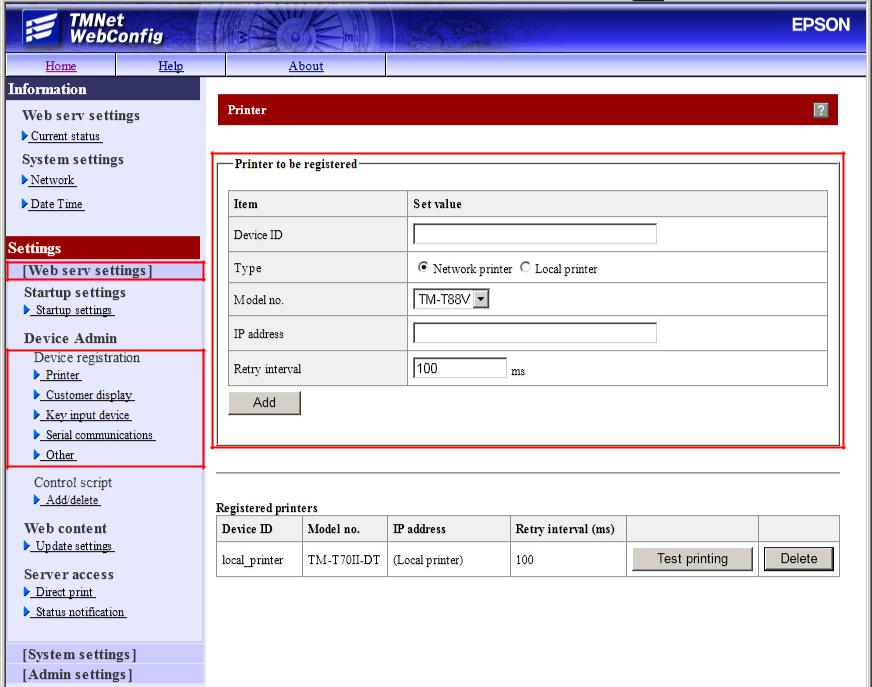 TMNet
WebConfig
EPSON
Home Help About
Information
Web serv settings
Current status
System settings
Network
Date Time
Settings
[Web serv settings]
Startup settings
Startup settings
Device Admin
Device registration
Printer
Customer display
Key input device
Serial communications
Other
Control script
Add/delete
Web content
Update settings
Server access
Direct print
Status notification
[System settings]
[Admin settings]
Printer ?
Printer to be registered
Item Set value
Device ID
Type Network printer Local printer
Model no. TM-T88V
IP address
Retry interval 100 ms
Add
Registered printers
Device ID Model no. IP address Retry interval (ms)
local_printer TM-T70II-DT (Local printer) 100 Test printing Delete